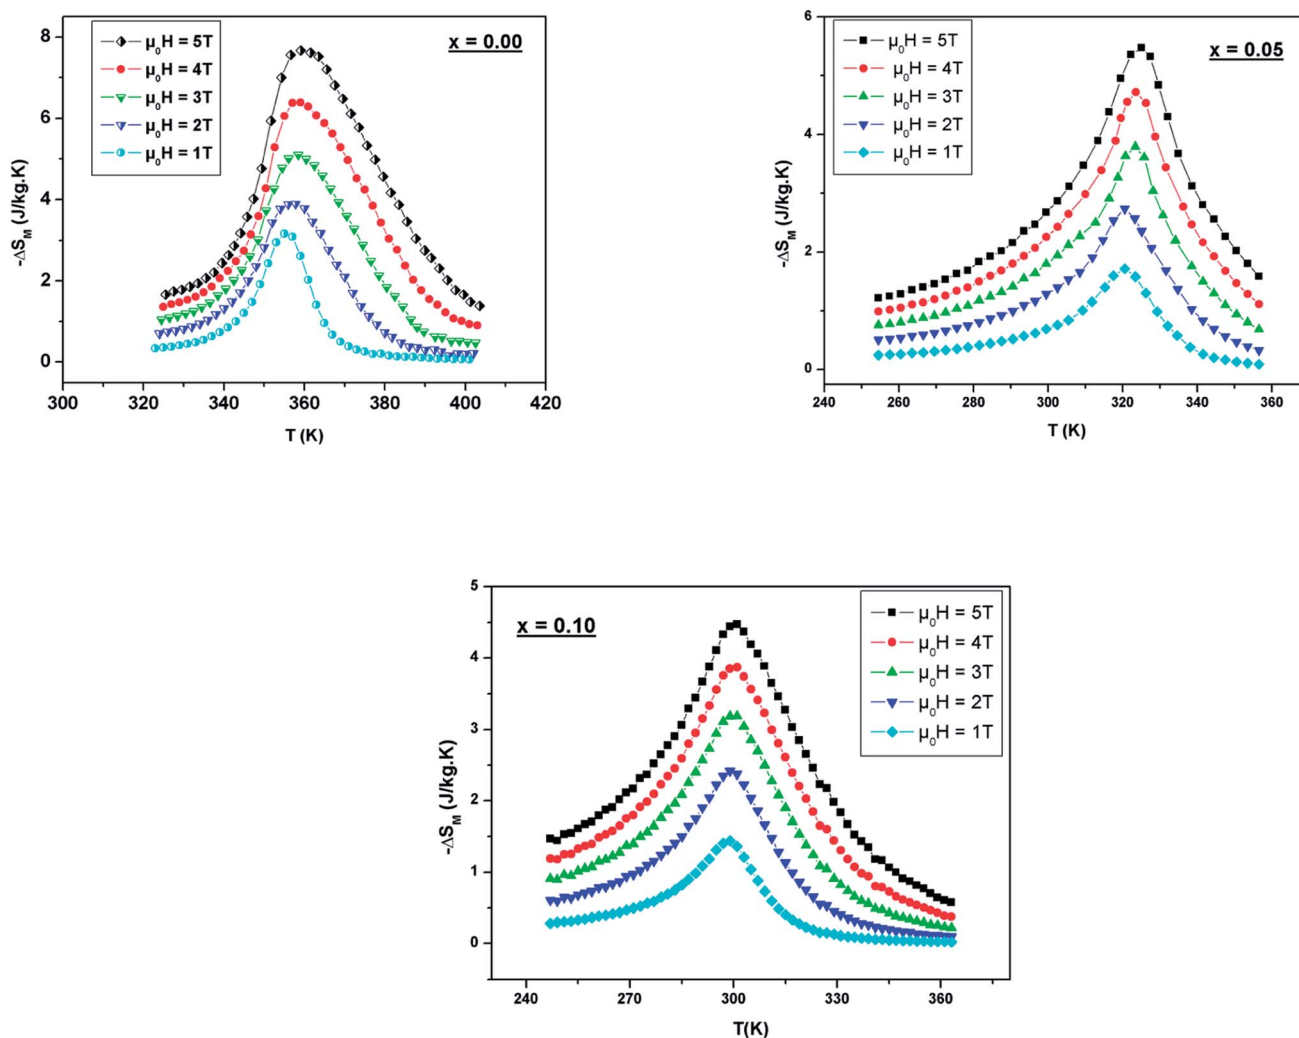 μ₀H = 5T
μ₀H = 4T
μ₀H = 3T
μ₀H = 2T
μ₀H = 1T
x = 0.00
-ΔS_M (J/kg.K)
8
6
4
2
0
300 320 340 360 380 400 420
T (K)
μ₀H = 5T
μ₀H = 4T
μ₀H = 3T
μ₀H = 2T
μ₀H = 1T
x = 0.05
-ΔS_M (J/kg.K)
6
4
2
0
240 260 280 300 320 340 360
T (K)
x = 0.10
μ₀H = 5T
μ₀H = 4T
μ₀H = 3T
μ₀H = 2T
μ₀H = 1T
-ΔS_M (J/kg.K)
5
4
3
2
1
0
240 270 300 330 360
T(K)